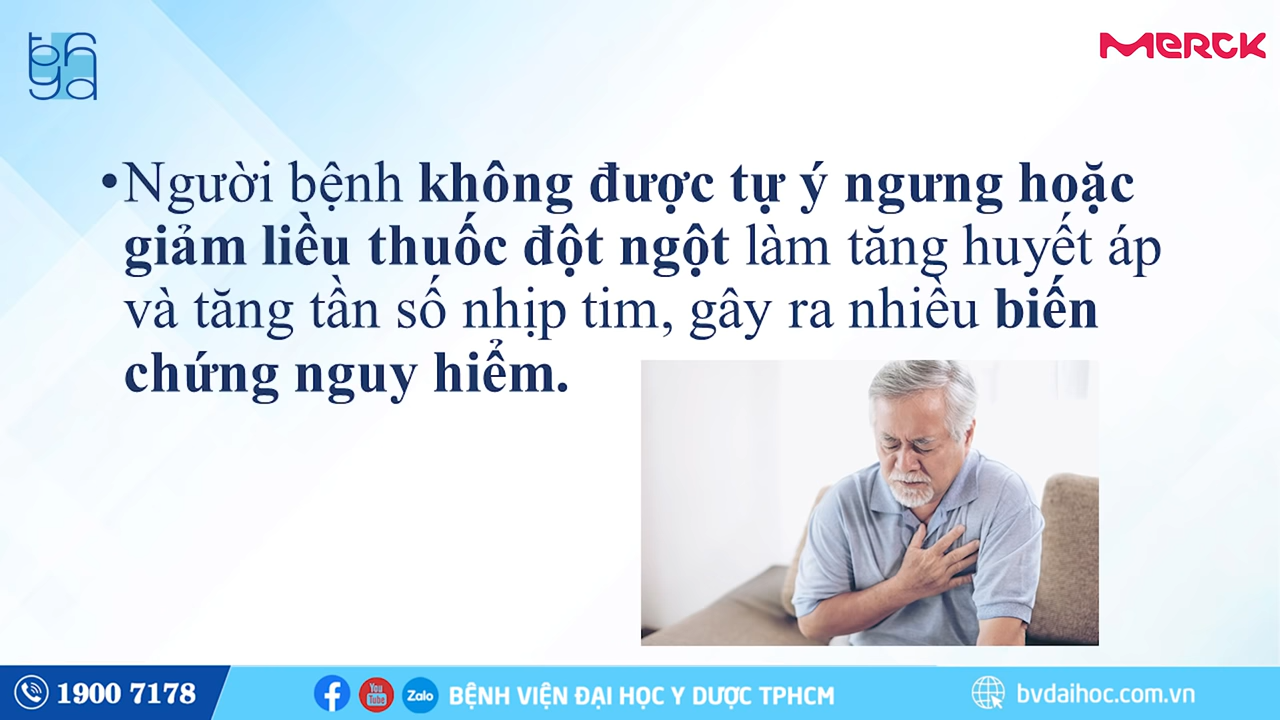 MERCK
•Người bệnh không được tự ý ngưng hoặc
giảm liều thuốc đột ngột làm tăng huyết áp
và tăng tần số nhịp tim, gây ra nhiều biến
chứng nguy hiểm.
1900 7178
You Tube
Zalo
BỆNH VIỆN ĐẠI HỌC Y DƯỢC TPHCM
bvdaihoc.com.vn